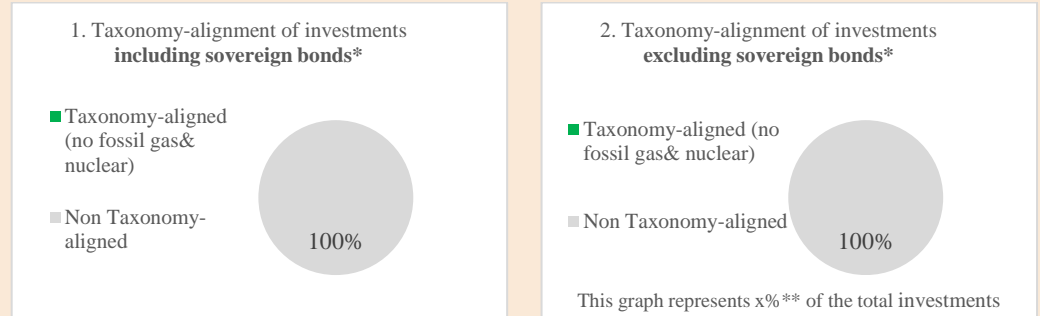 1. Taxonomy-alignment of investments
including sovereign bonds*
Taxonomy-aligned
(no fossil gas&
nuclear)
Non Taxonomy-
aligned
100%
2. Taxonomy-alignment of investments
excluding sovereign bonds*
Taxonomy-aligned (no
fossil gas& nuclear)
Non Taxonomy-aligned
100%
This graph represents x%** of the total investments